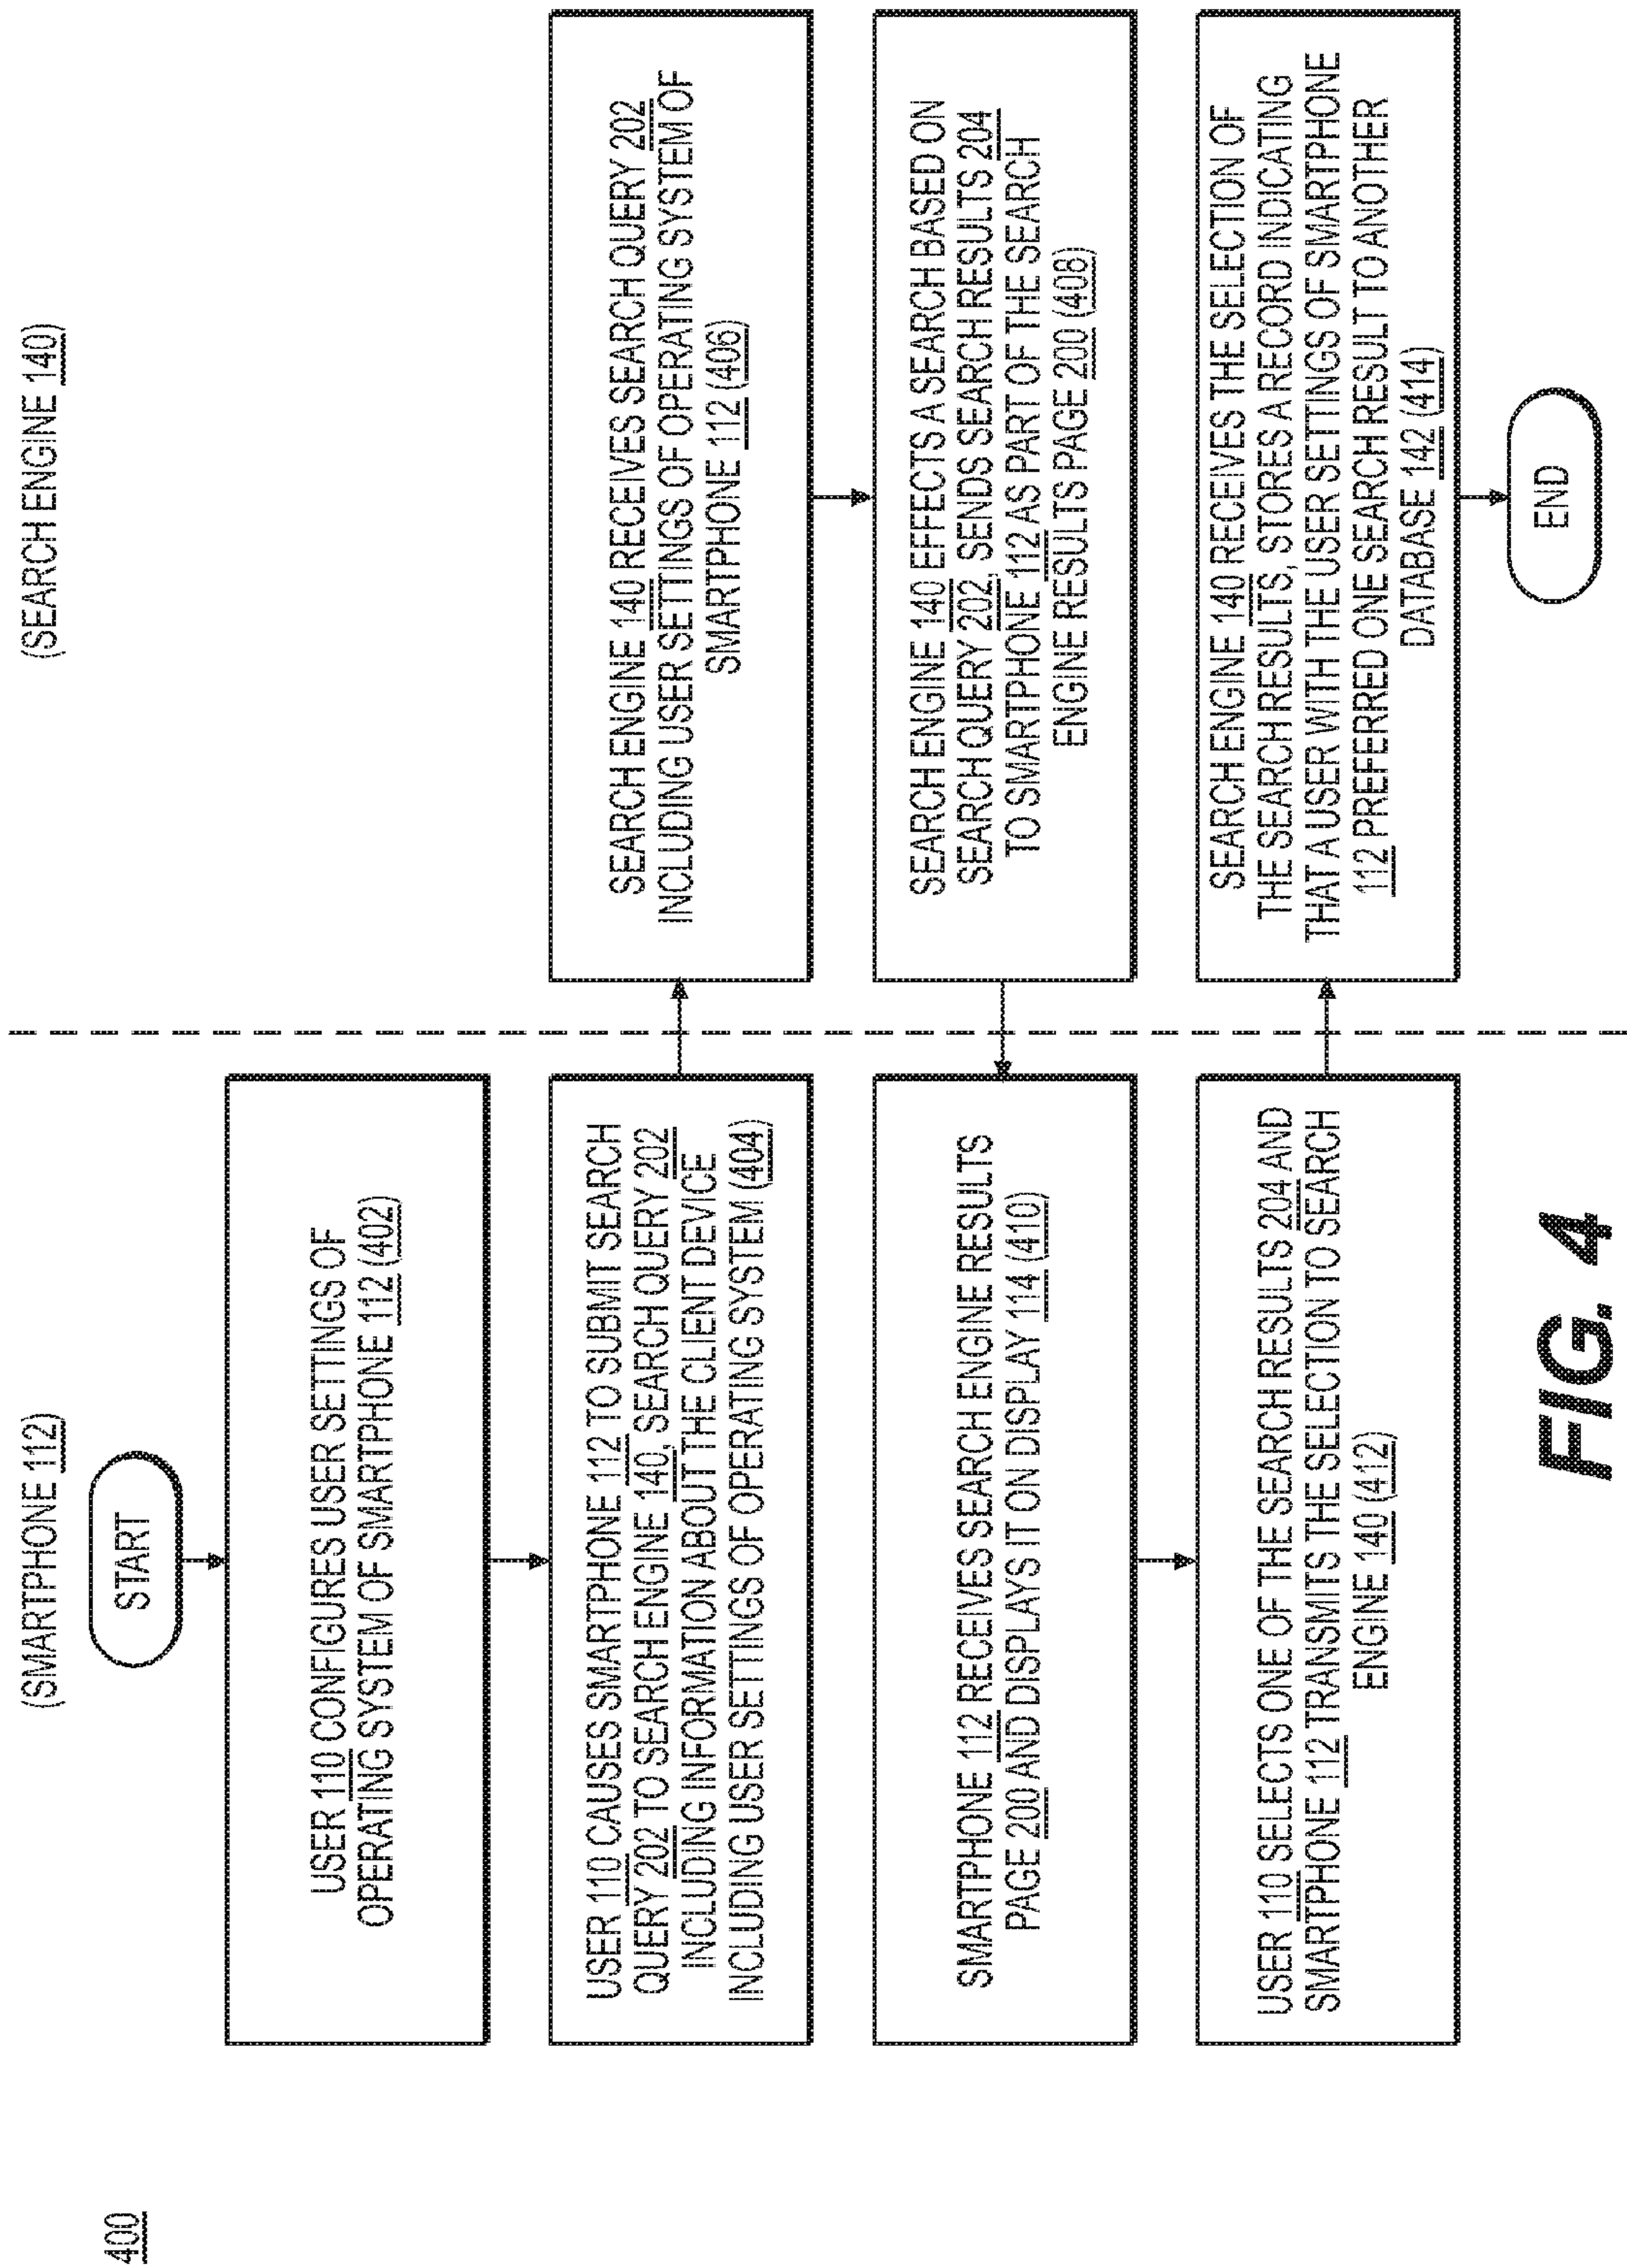 400
(SMARTPHONE 112)
(SEARCH ENGINE 140)
START
USER 110 CONFIGURES USER SETTINGS OF
OPERATING SYSTEM OF SMARTPHONE 112 (402)
USER 110 CAUSES SMARTPHONE 112 TO SUBMIT SEARCH
QUERY 202 TO SEARCH ENGINE 140, SEARCH QUERY 202
INCLUDING INFORMATION ABOUT THE CLIENT DEVICE
INCLUDING USER SETTINGS OF OPERATING SYSTEM (404)
SEARCH ENGINE 140 RECEIVES SEARCH QUERY 202
INCLUDING USER SETTINGS OF OPERATING SYSTEM OF
SMARTPHONE 112 (406)
SEARCH ENGINE 140 EFFECTS A SEARCH BASED ON
SEARCH QUERY 202, SENDS SEARCH RESULTS 204
TO SMARTPHONE 112 AS PART OF THE SEARCH
ENGINE RESULTS PAGE 200 (408)
SMARTPHONE 112 RECEIVES SEARCH ENGINE RESULTS
PAGE 200 AND DISPLAYS IT ON DISPLAY 114 (410)
USER 110 SELECTS ONE OF THE SEARCH RESULTS 204 AND
SMARTPHONE 112 TRANSMITS THE SELECTION TO SEARCH
ENGINE 140 (412)
SEARCH ENGINE 140 RECEIVES THE SELECTION OF
THE SEARCH RESULTS, STORES A RECORD INDICATING
THAT A USER WITH THE USER SETTINGS OF SMARTPHONE
112 PREFERRED ONE SEARCH RESULT TO ANOTHER
DATABASE 142 (414)
END
FIG. 4